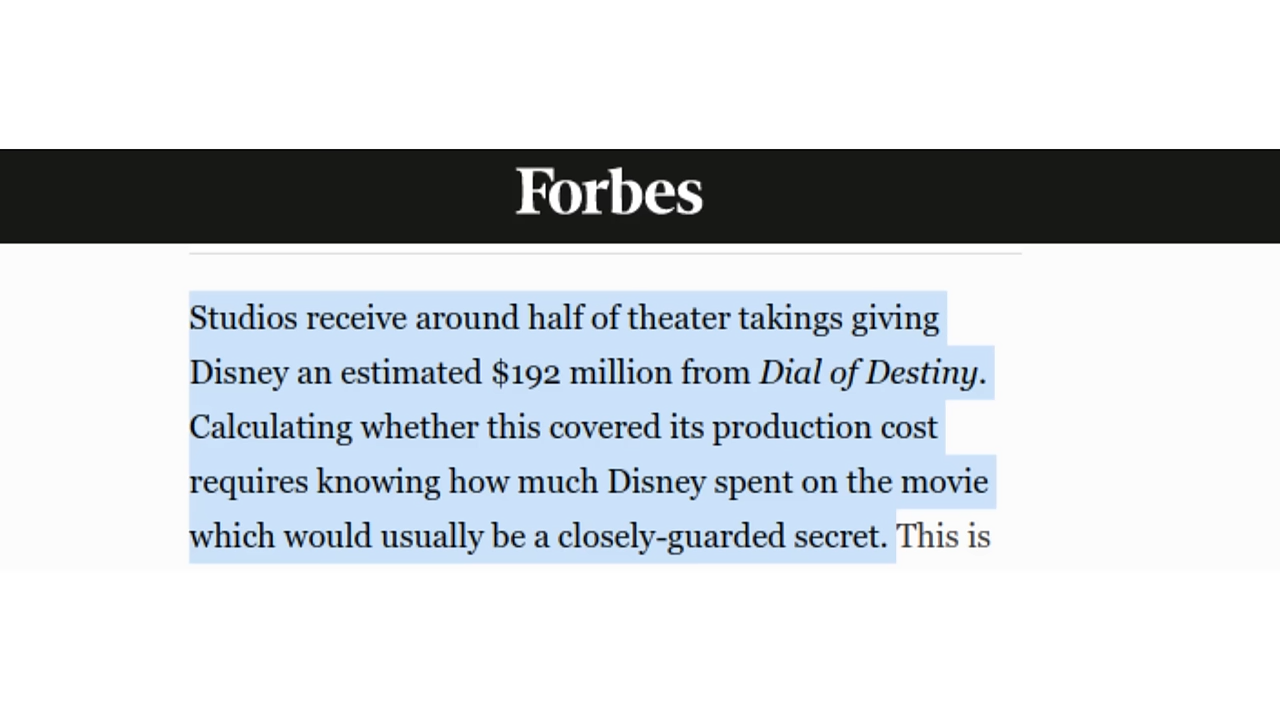 Forbes
Studios receive around half of theater takings giving
Disney an estimated $192 million from Dial of Destiny.
Calculating whether this covered its production cost
requires knowing how much Disney spent on the movie
which would usually be a closely-guarded secret. This is